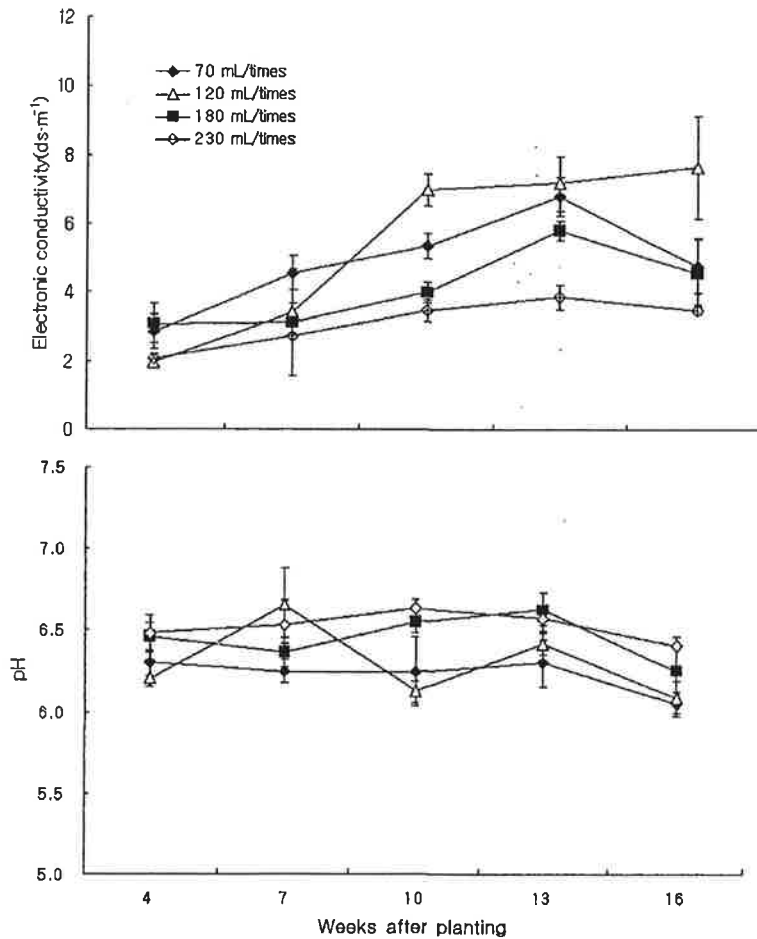 12
10
8
6
4
2
0
Electronic conductivity(ds·m⁻¹)
70 mL/times
120 mL/times
180 mL/times
230 mL/times
7.5
7.0
6.5
6.0
5.5
5.0
pH
4 7 10 13 16
Weeks after planting